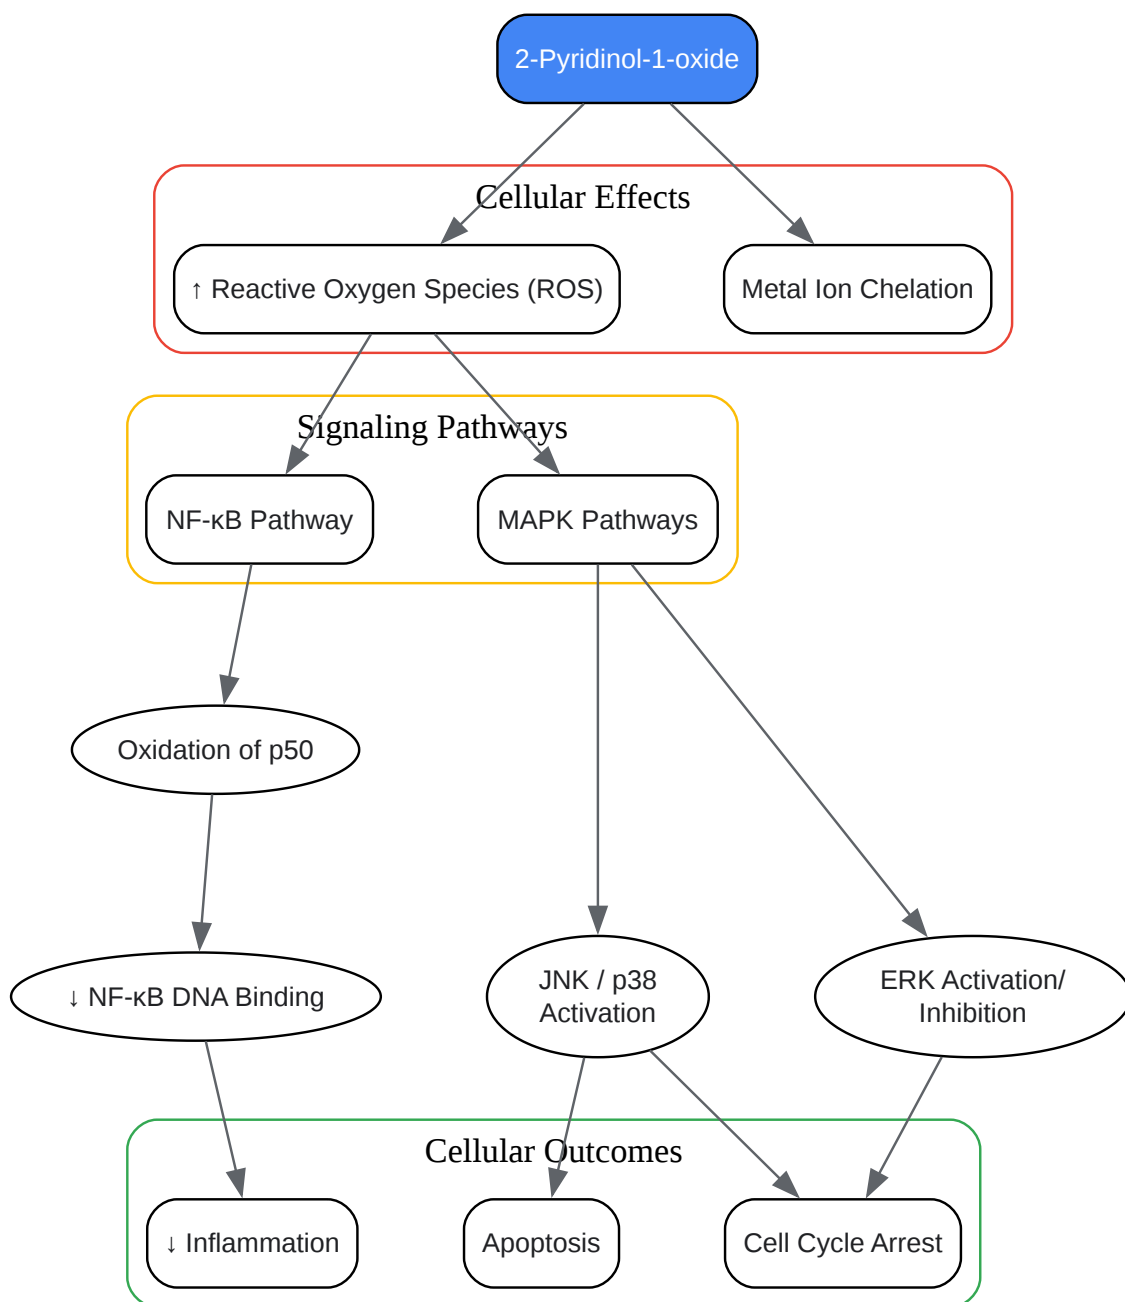 2-Pyridinol-1-oxide
Cellular Effects
↑ Reactive Oxygen Species (ROS)
Metal Ion Chelation
Signaling Pathways
NF-κB Pathway
MAPK Pathways
Oxidation of p50
↓ NF-κB DNA Binding
JNK / p38
Activation
ERK Activation/
Inhibition
Cellular Outcomes
↓ Inflammation
Apoptosis
Cell Cycle Arrest